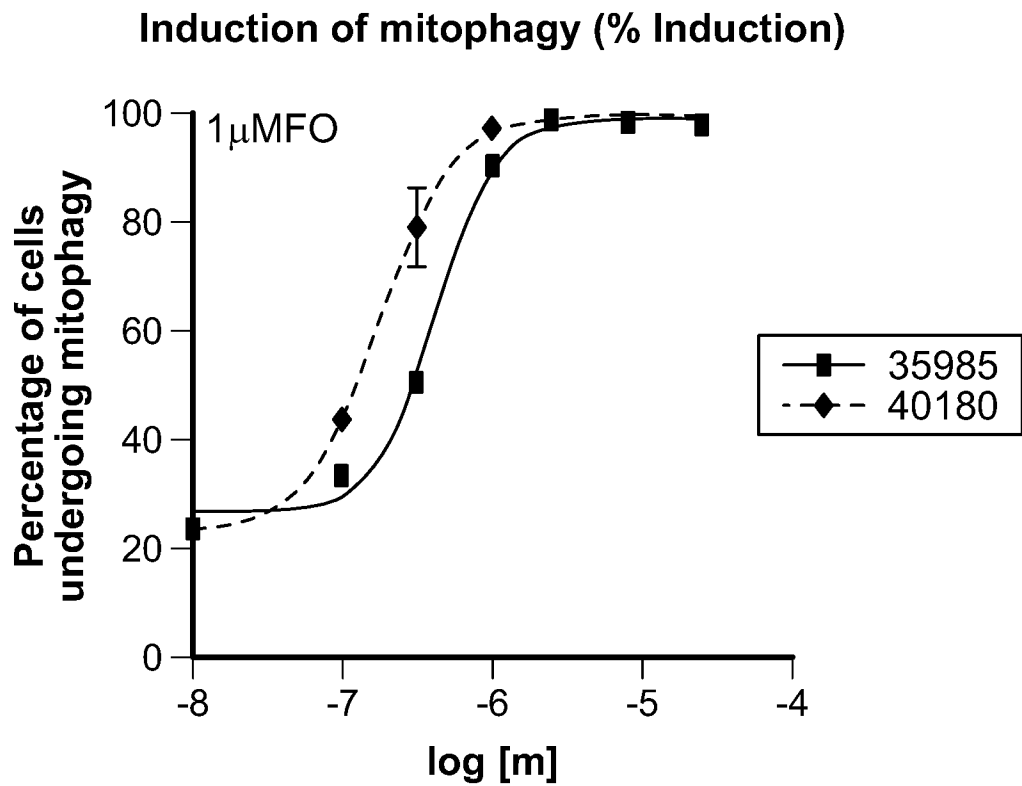 Induction of mitophagy (% Induction)
Percentage of cells
undergoing mitophagy
100
80
60
40
20
0
1μMFO
-8
-7
-6
-5
-4
log [m]
35985
40180